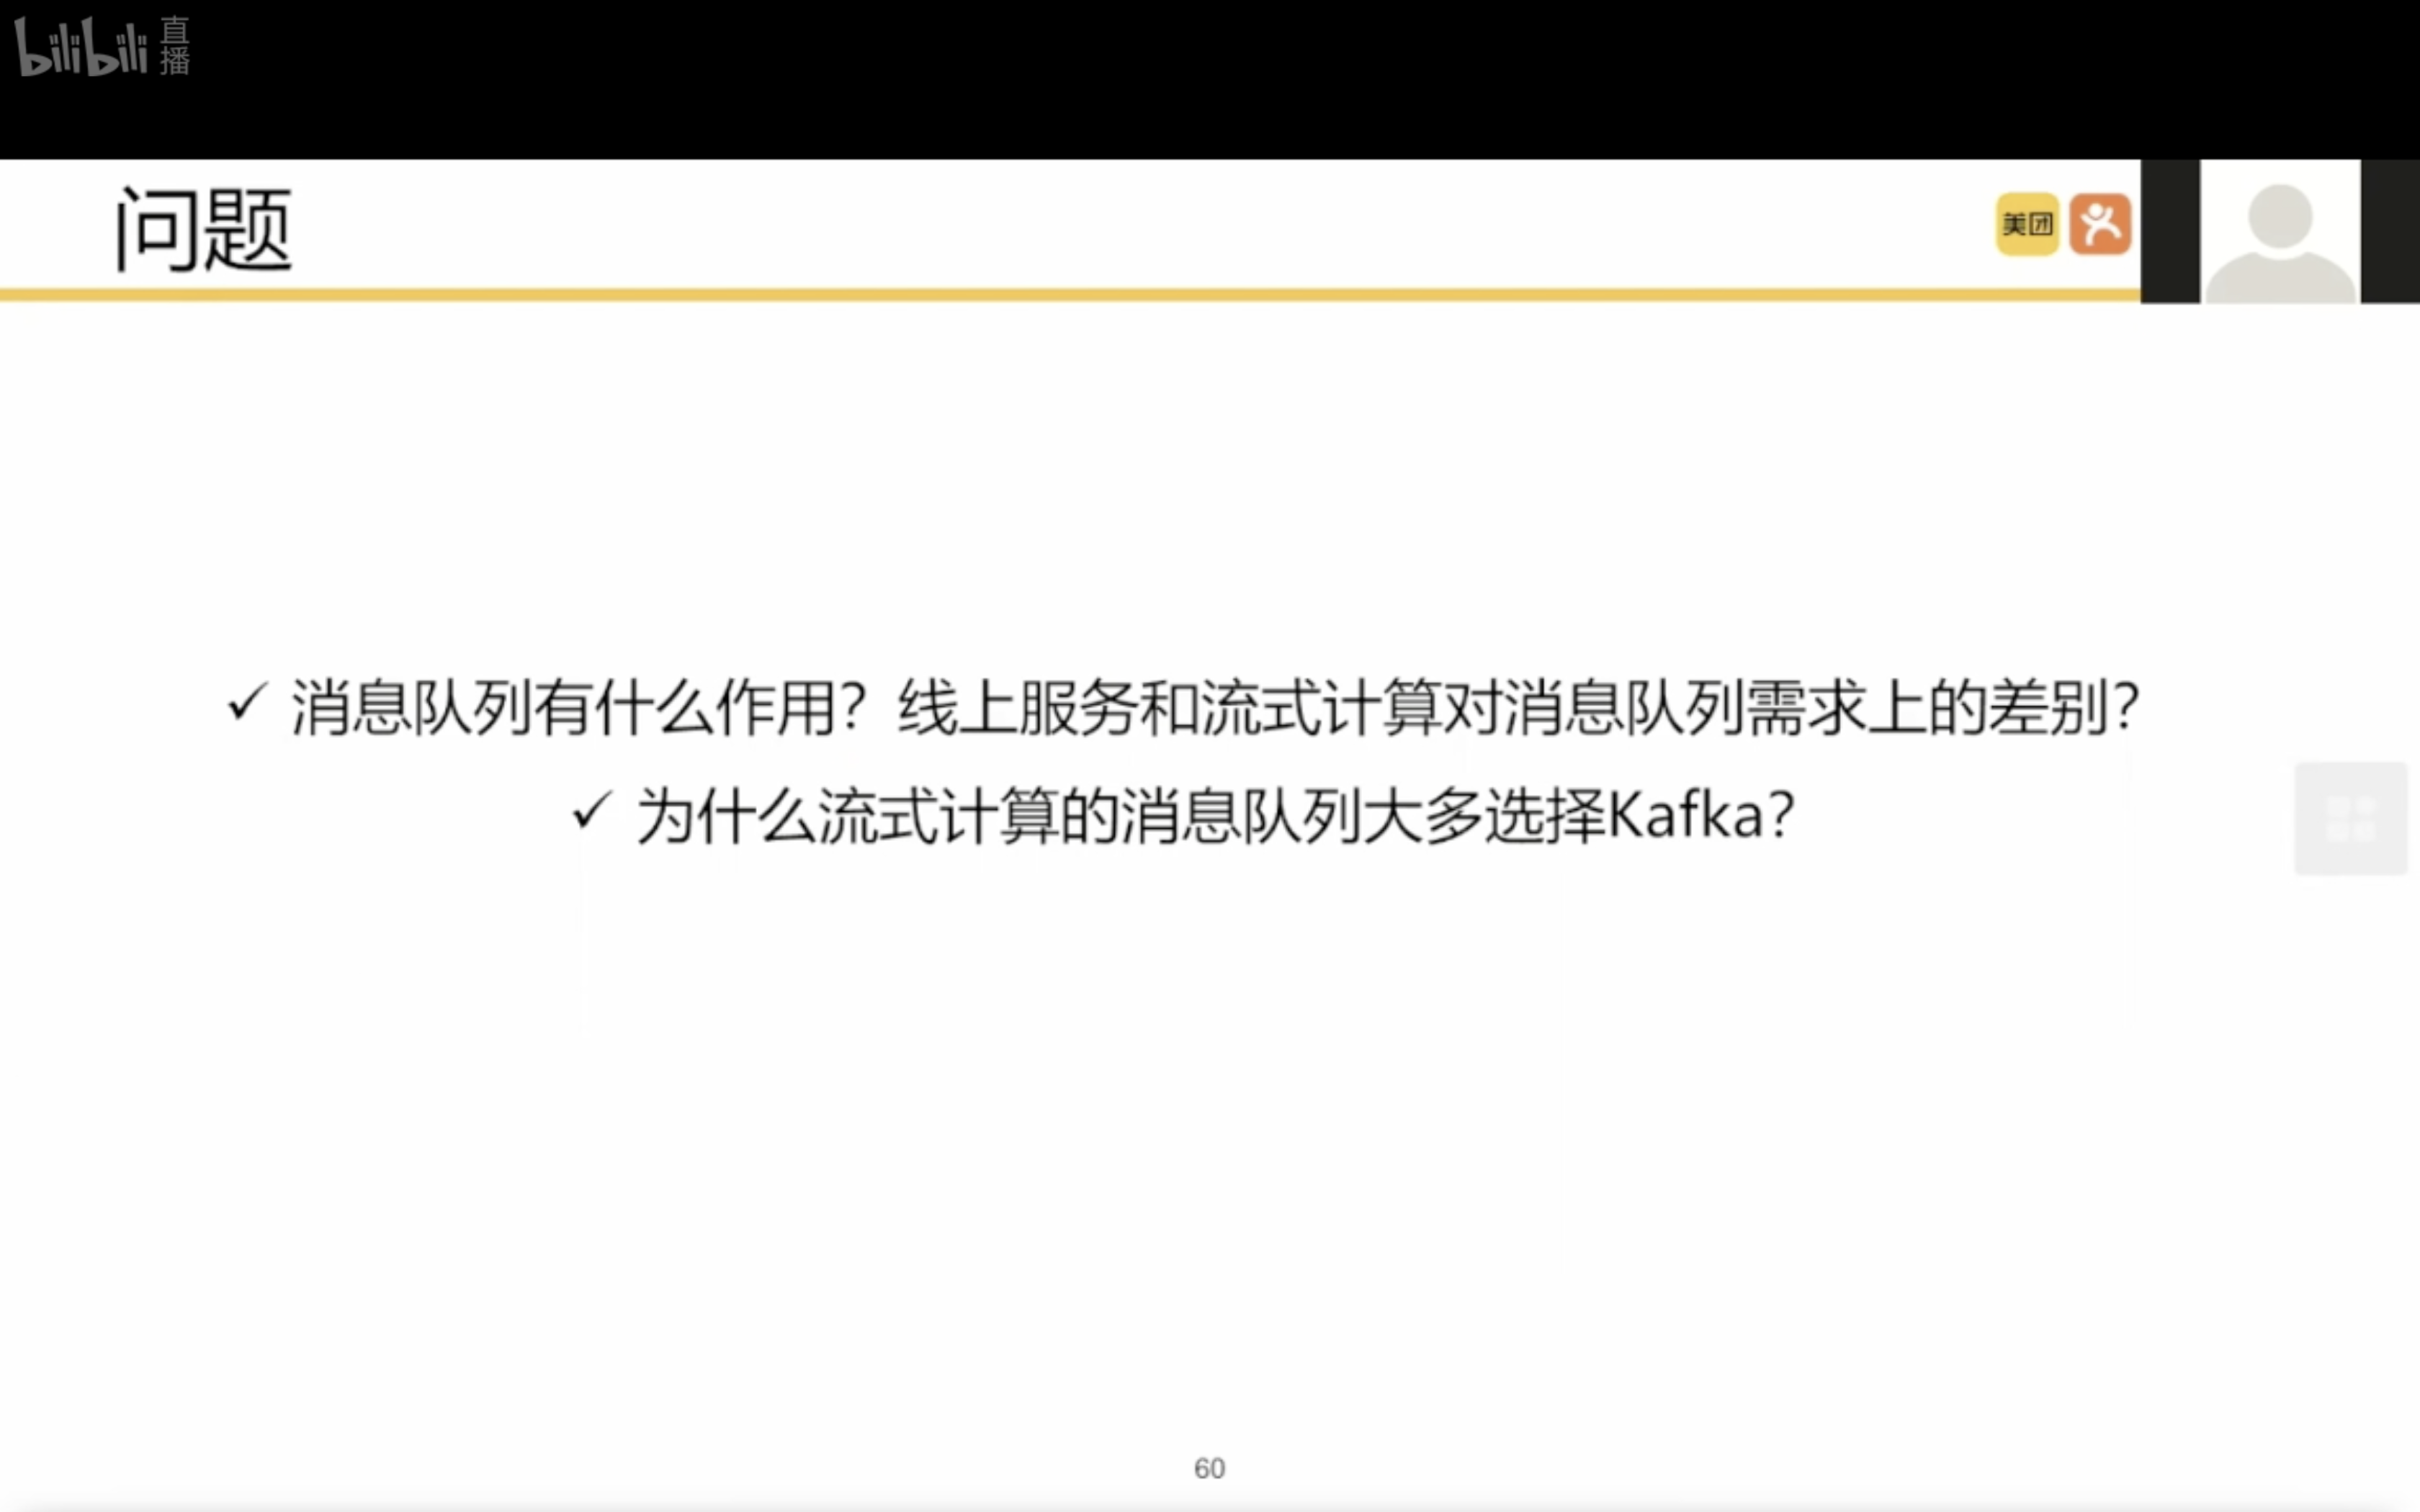 bilibili 直播
问题
美团
✓ 消息队列有什么作用？线上服务和流式计算对消息队列需求上的差别？
✓ 为什么流式计算的消息队列大多选择Kafka？
60